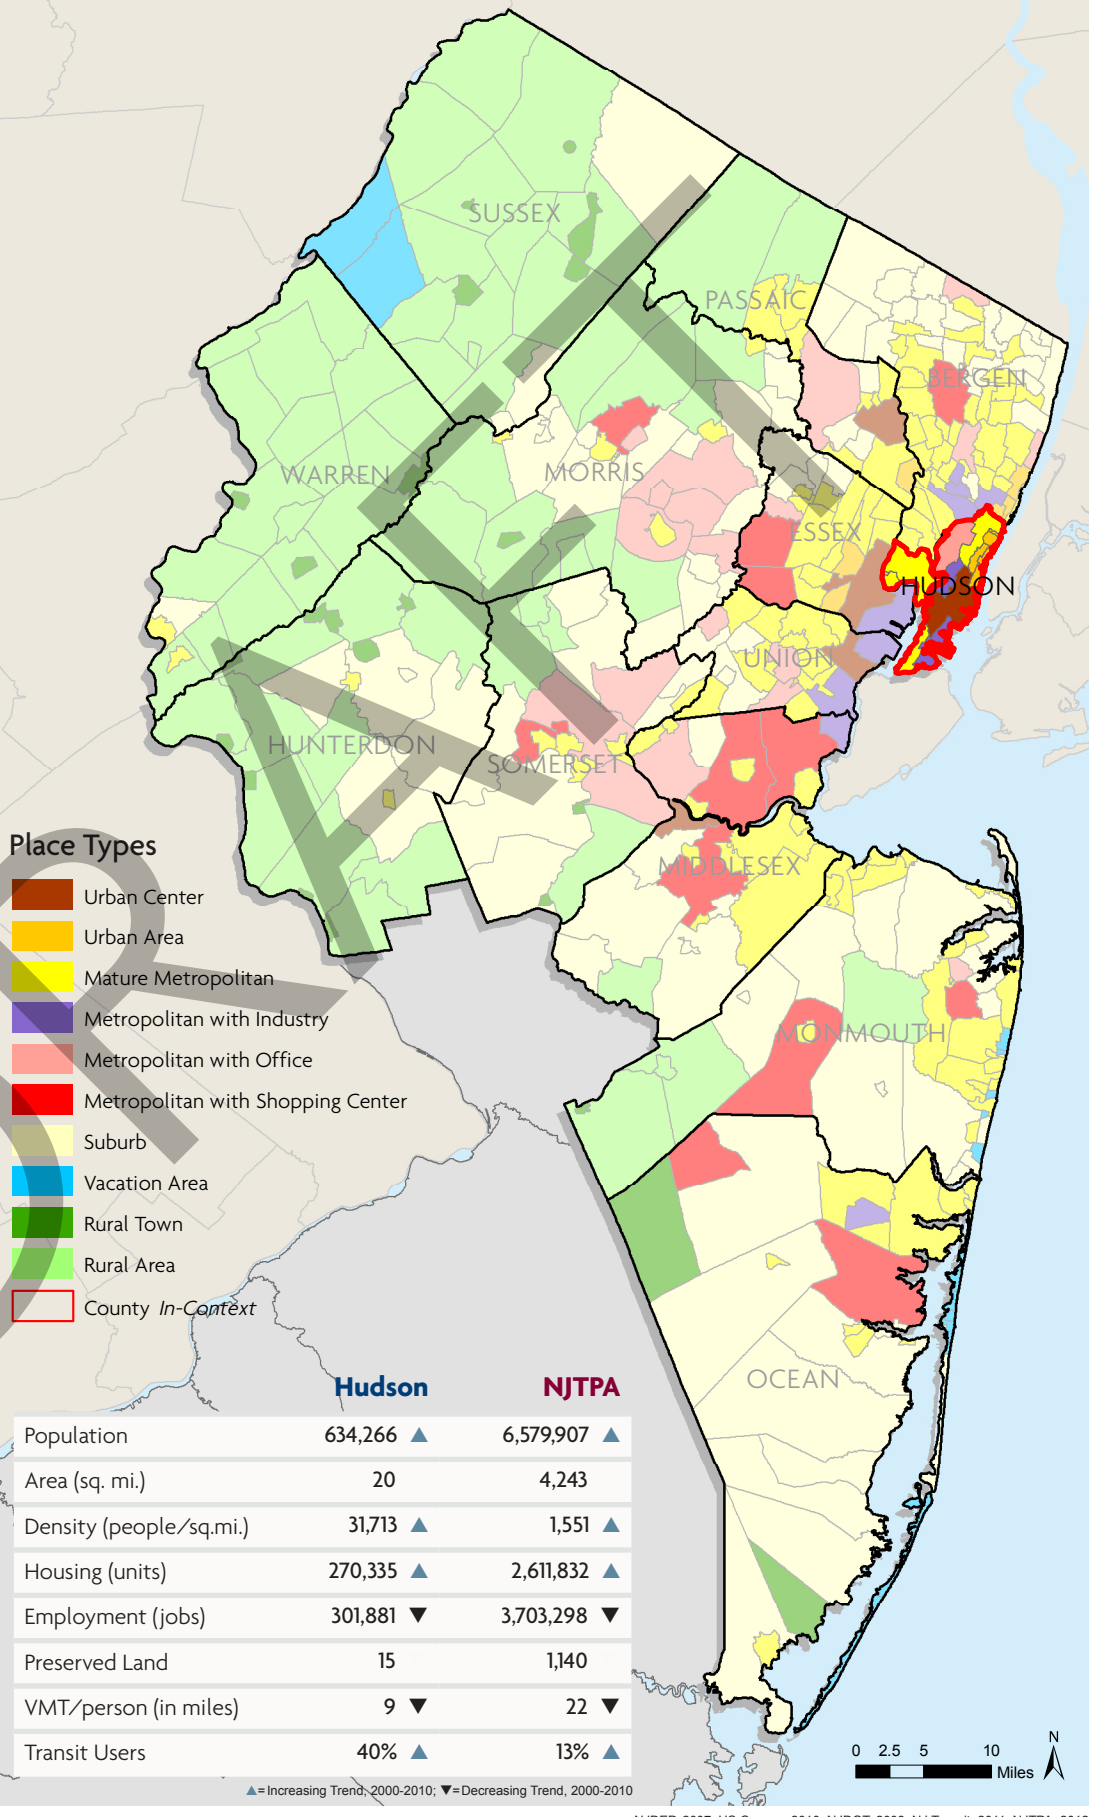 SUSSEX
PASSAIC
BERGEN
WARREN
MORRIS
ESSEX
HUDSON
UNION
HUNTERDON
SOMERSET
MIDDLESEX
MONMOUTH
OCEAN
DRAFT
Place Types
Urban Center
Urban Area
Mature Metropolitan
Metropolitan with Industry
Metropolitan with Office
Metropolitan with Shopping Center
Suburb
Vacation Area
Rural Town
Rural Area
County In-Context
Hudson NJTPA
Population 634,266 ▲ 6,579,907 ▲
Area (sq. mi.) 20 4,243
Density (people/sq.mi.) 31,713 ▲ 1,551 ▲
Housing (units) 270,335 ▲ 2,611,832 ▲
Employment (jobs) 301,881 ▼ 3,703,298 ▼
Preserved Land 15 1,140
VMT/person (in miles) 9 ▼ 22 ▼
Transit Users 40% ▲ 13% ▲
▲=Increasing Trend, 2000-2010; ▼=Decreasing Trend, 2000-2010
0 2.5 5 10
Miles
N